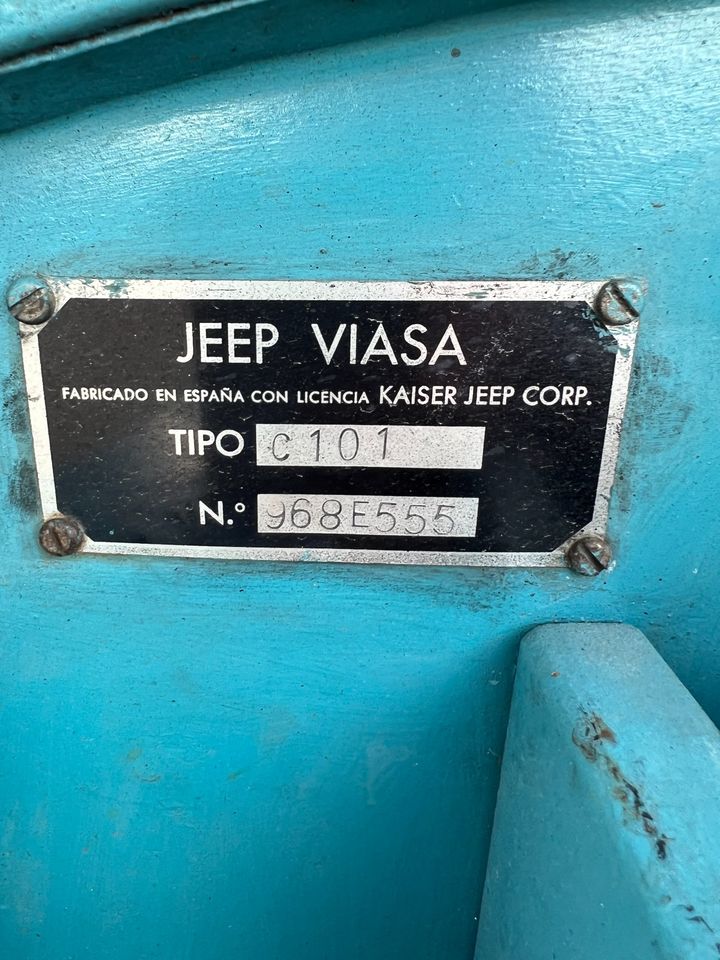 JEEP VIASA
FABRICADO EN ESPAÑA CON LICENCIA KAISER JEEP CORP.
TIPO C101
N.° 968E555